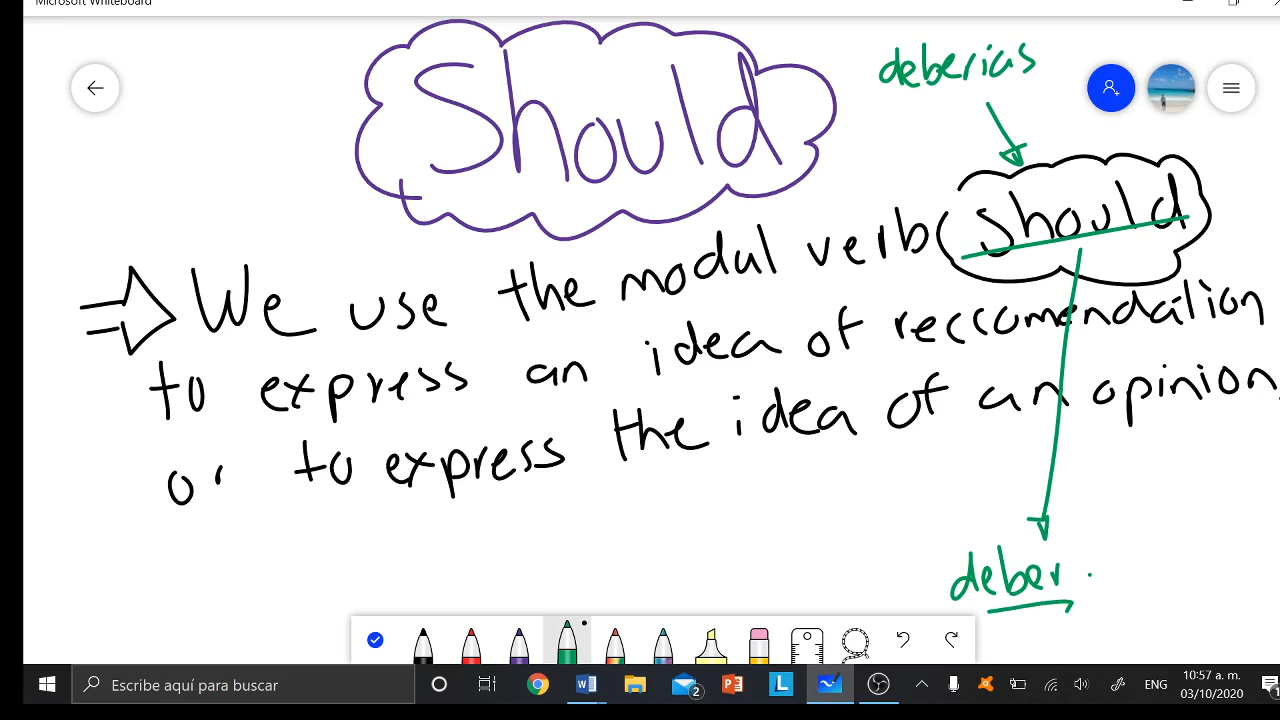 Microsoft Whiteboard
Should
deberias
We use the modul verb should
to express an idea of reccomendation
or to express the idea of an opinion,
deber
Escribe aquí para buscar
2
ENG
10:57 a. m.
03/10/2020